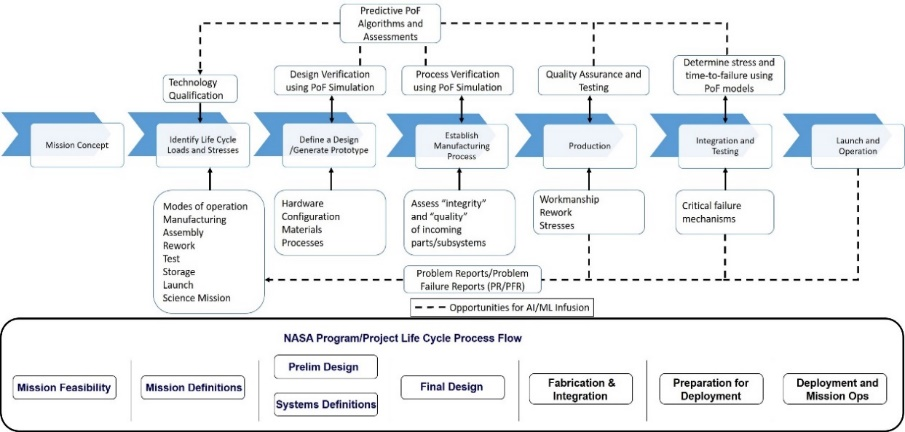 Predictive PoF
Algorithms and
Assessments
Technology
Qualification
Design Verification
using PoF Simulation
Process Verification
using PoF Simulation
Quality Assurance and
Testing
Determine stress and
time-to-failure using
PoF models
Mission Concept
Identify Life Cycle
Loads and Stresses
Define a Design
/Generate Prototype
Establish
Manufacturing
Process
Production
Integration and
Testing
Launch and
Operation
Modes of operation
Manufacturing
Assembly
Rework
Test
Storage
Launch
Science Mission
Hardware
Configuration
Materials
Processes
Assess “integrity”
and “quality”
of incoming
parts/subsystems
Workmanship
Rework
Stresses
Critical failure
mechanisms
Problem Reports/Problem
Failure Reports (PR/PFR)
Opportunities for AI/ML Infusion
NASA Program/Project Life Cycle Process Flow
Mission Feasibility
Mission Definitions
Prelim Design
Systems Definitions
Final Design
Fabrication &
Integration
Preparation for
Deployment
Deployment and
Mission Ops